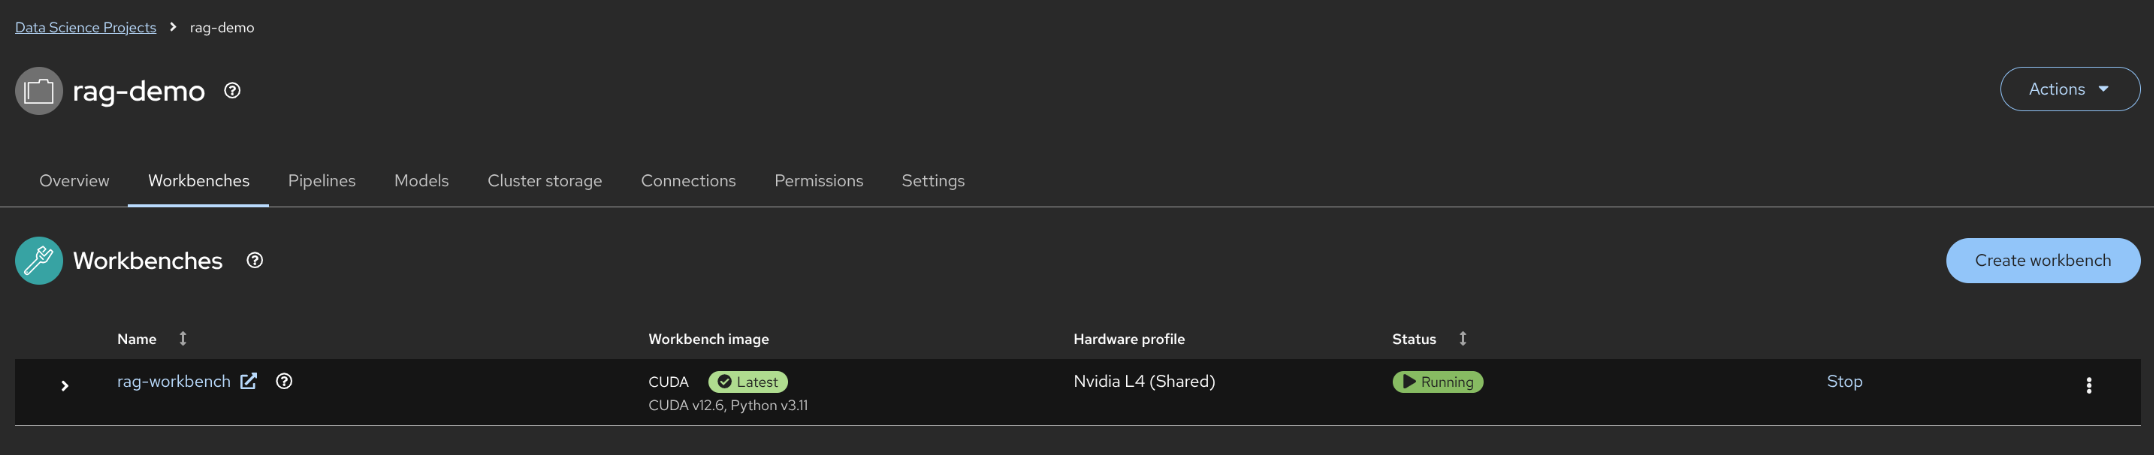 Data Science Projects rag-demo
rag-demo
Actions
Overview Workbenches Pipelines Models Cluster storage Connections Permissions Settings
Workbenches
Create workbench
Name Workbench image Hardware profile Status
rag-workbench CUDA Latest Nvidia L4 (Shared) Running Stop
CUDA v12.6, Python v3.11